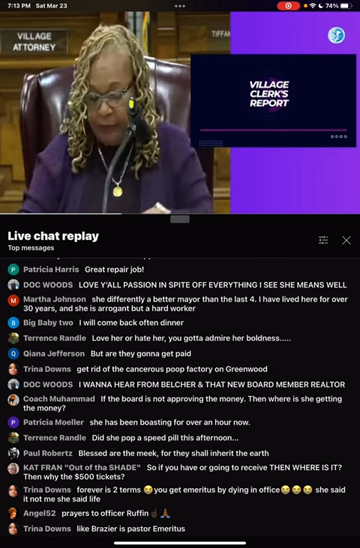 7:13 PM Sat Mar 23
74%
VILLAGE
ATTORNEY
TIFFAN
VILLAGE
CLERK'S
REPORT
Live chat replay
Top messages
Patricia Harris Great repair job!
DOC WOODS LOVE Y'ALL PASSION IN SPITE OFF EVERYTHING I SEE SHE MEANS WELL
M Martha Johnson she differently a better mayor than the last 4. I have lived here for over
30 years, and she is arrogant but a hard worker
B Big Baby two I will come back often dinner
Terrence Randle Love her or hate her, you gotta admire her boldness.....
Q Qiana Jefferson But are they gonna get paid
Trina Downs get rid of the cancerous poop factory on Greenwood
DOC WOODS I WANNA HEAR FROM BELCHER & THAT NEW BOARD MEMBER REALTOR
Coach Muhammad If the board is not approving the money. Then where is she getting
the money?
P Patricia Moeller she has been boasting for over an hour now.
Terrence Randle Did she pop a speed pill this afternoon...
Paul Robertz Blessed are the meek, for they shall inherit the earth
KAT FRAN "Out of tha SHADE" So if you have or going to receive THEN WHERE IS IT?
Then why the $500 tickets?
Trina Downs forever is 2 terms 😂you get emeritus by dying in office😂😂😂 she said
it not me she said life
Angel52 prayers to officer Ruffin ☝🏾🙏🏾
Trina Downs like Brazier is pastor Emeritus